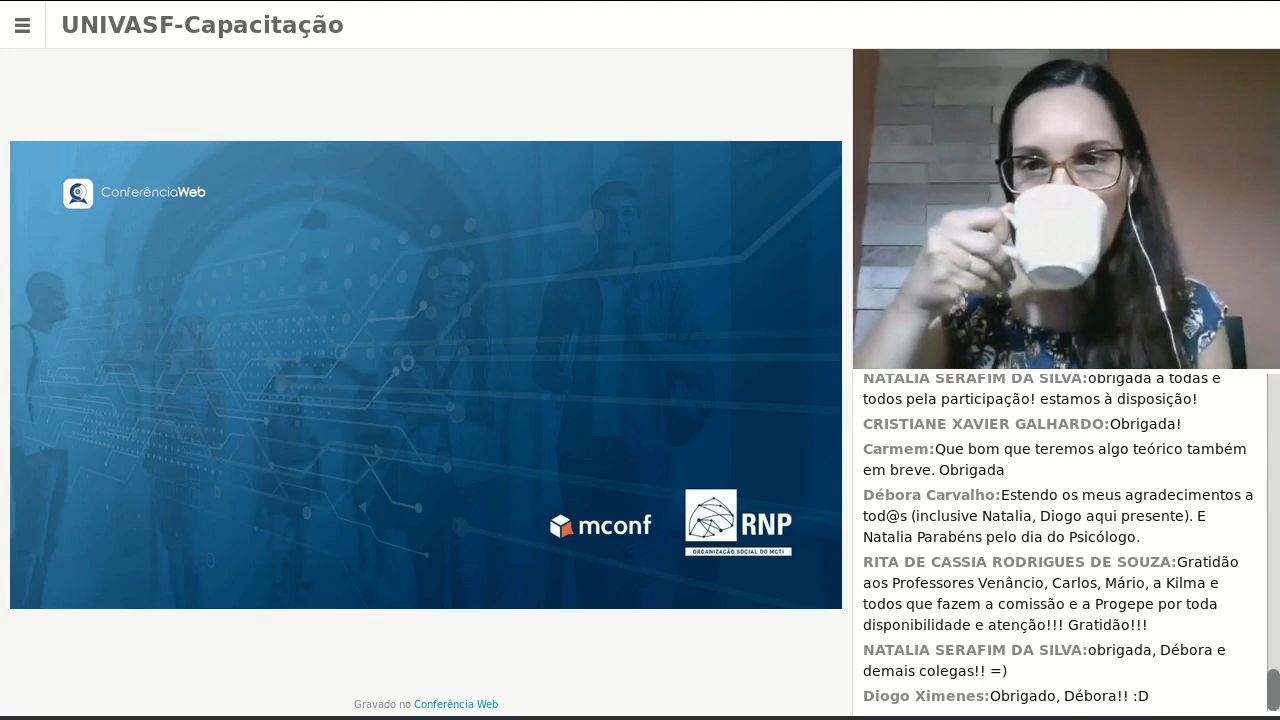 UNIVASF-Capacitação
ConferênciaWeb
mconf
RNP
ORGANIZAÇÃO SOCIAL DO MCTI
NATALIA SERAFIM DA SILVA:obrigada a todas e
todos pela participação! estamos à disposição!
CRISTIANE XAVIER GALHARDO:Obrigada!
Carmem:Que bom que teremos algo teórico também
em breve. Obrigada
Débora Carvalho:Estendo os meus agradecimentos a
tod@s (inclusive Natalia, Diogo aqui presente). E
Natalia Parabéns pelo dia do Psicólogo.
RITA DE CASSIA RODRIGUES DE SOUZA:Gratidão
aos Professores Venâncio, Carlos, Mário, a Kilma e
todos que fazem a comissão e a Progepe por toda
disponibilidade e atenção!!! Gratidão!!!
NATALIA SERAFIM DA SILVA:obrigada, Débora e
demais colegas!! =)
Diogo Ximenes:Obrigado, Débora!! :D
Gravado no Conferência Web